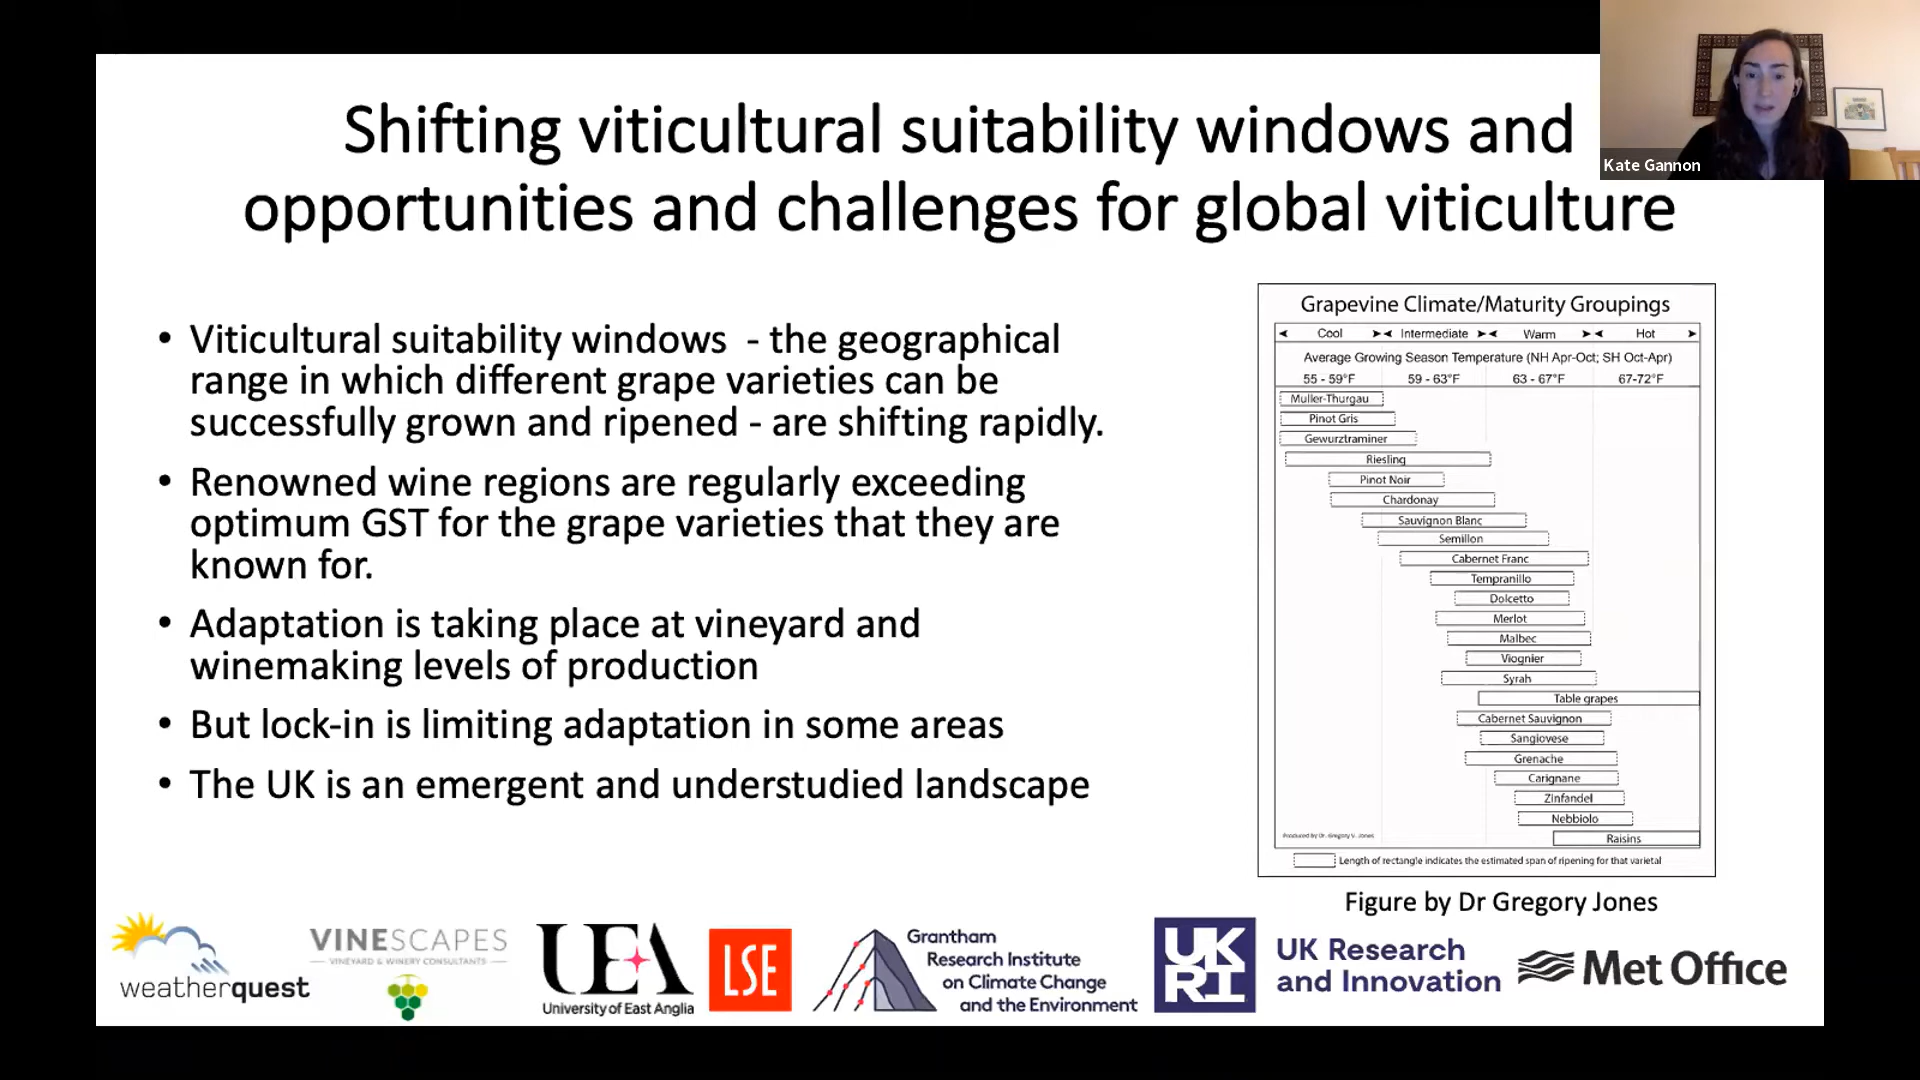 Shifting viticultural suitability windows and
opportunities and challenges for global viticulture
Kate Gannon
• Viticultural suitability windows - the geographical
range in which different grape varieties can be
successfully grown and ripened - are shifting rapidly.
• Renowned wine regions are regularly exceeding
optimum GST for the grape varieties that they are
known for.
• Adaptation is taking place at vineyard and
winemaking levels of production
• But lock-in is limiting adaptation in some areas
• The UK is an emergent and understudied landscape
Grapevine Climate/Maturity Groupings
Cool Intermediate Warm Hot
Average Growing Season Temperature (NH Apr-Oct; SH Oct-Apr)
55 - 59°F 59 - 63°F 63 - 67°F 67-72°F
Muller-Thurgau
Pinot Gris
Gewurztraminer
Riesling
Pinot Noir
Chardonay
Sauvignon Blanc
Semillon
Cabernet Franc
Tempranillo
Dolcetto
Merlot
Malbec
Viognier
Syrah
Table grapes
Cabernet Sauvignon
Sangiovese
Grenache
Carignane
Zinfandel
Nebbiolo
Raisins
Produced by Dr. Gregory V. Jones
Length of rectangle indicates the estimated span of ripening for that varietal
Figure by Dr Gregory Jones
weatherquest
VINESCAPES
VINEYARD & WINERY CONSULTANTS
UEA
University of East Anglia
LSE
Grantham
Research Institute
on Climate Change
and the Environment
UK
RI
UK Research
and Innovation
Met Office